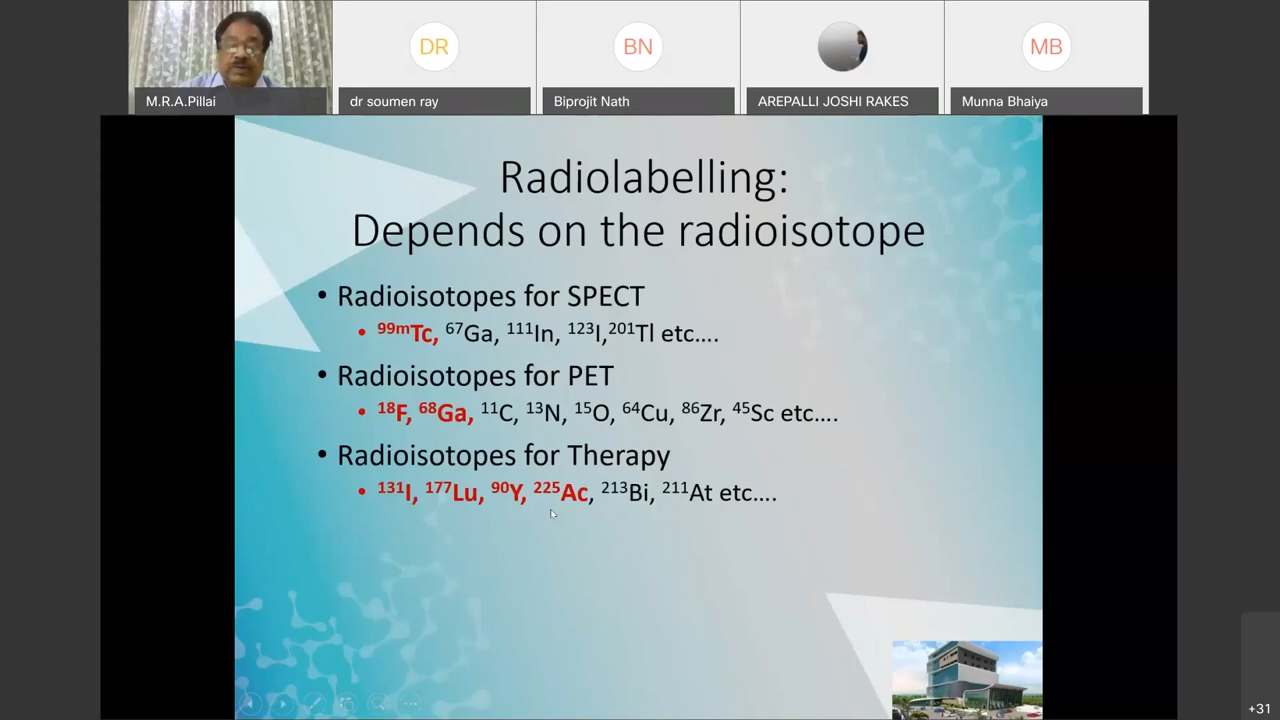 DR
BN
MB
M.R.A.Pillai
dr soumen ray
Biprojit Nath
AREPALLI JOSHI RAKES
Munna Bhaiya
Radiolabelling:
Depends on the radioisotope
• Radioisotopes for SPECT
• ⁹⁹ᵐTc, ⁶⁷Ga, ¹¹¹In, ¹²³I,²⁰¹Tl etc....
• Radioisotopes for PET
• ¹⁸F, ⁶⁸Ga, ¹¹C, ¹³N, ¹⁵O, ⁶⁴Cu, ⁸⁶Zr, ⁴⁵Sc etc....
• Radioisotopes for Therapy
• ¹³¹I, ¹⁷⁷Lu, ⁹⁰Y, ²²⁵Ac, ²¹³Bi, ²¹¹At etc....
+31